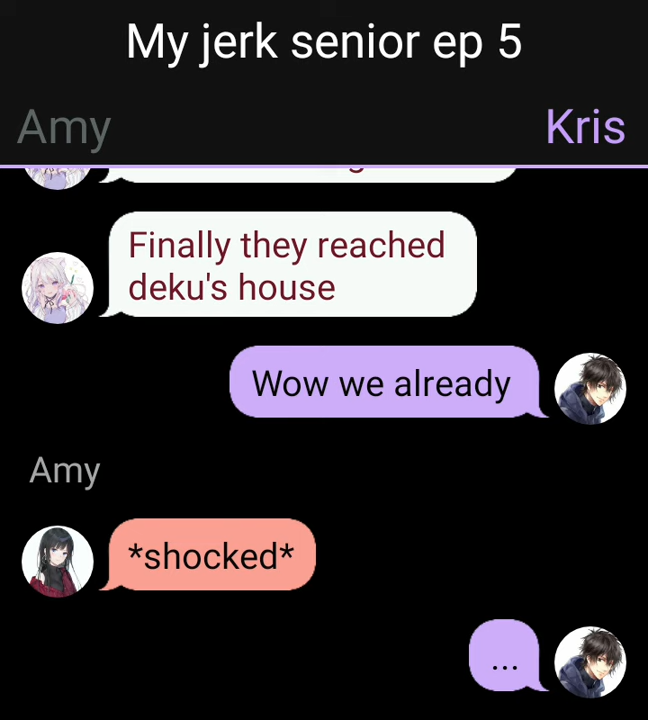 My jerk senior ep 5
Amy
Kris
Finally they reached
deku's house
Wow we already
Amy
*shocked*
...